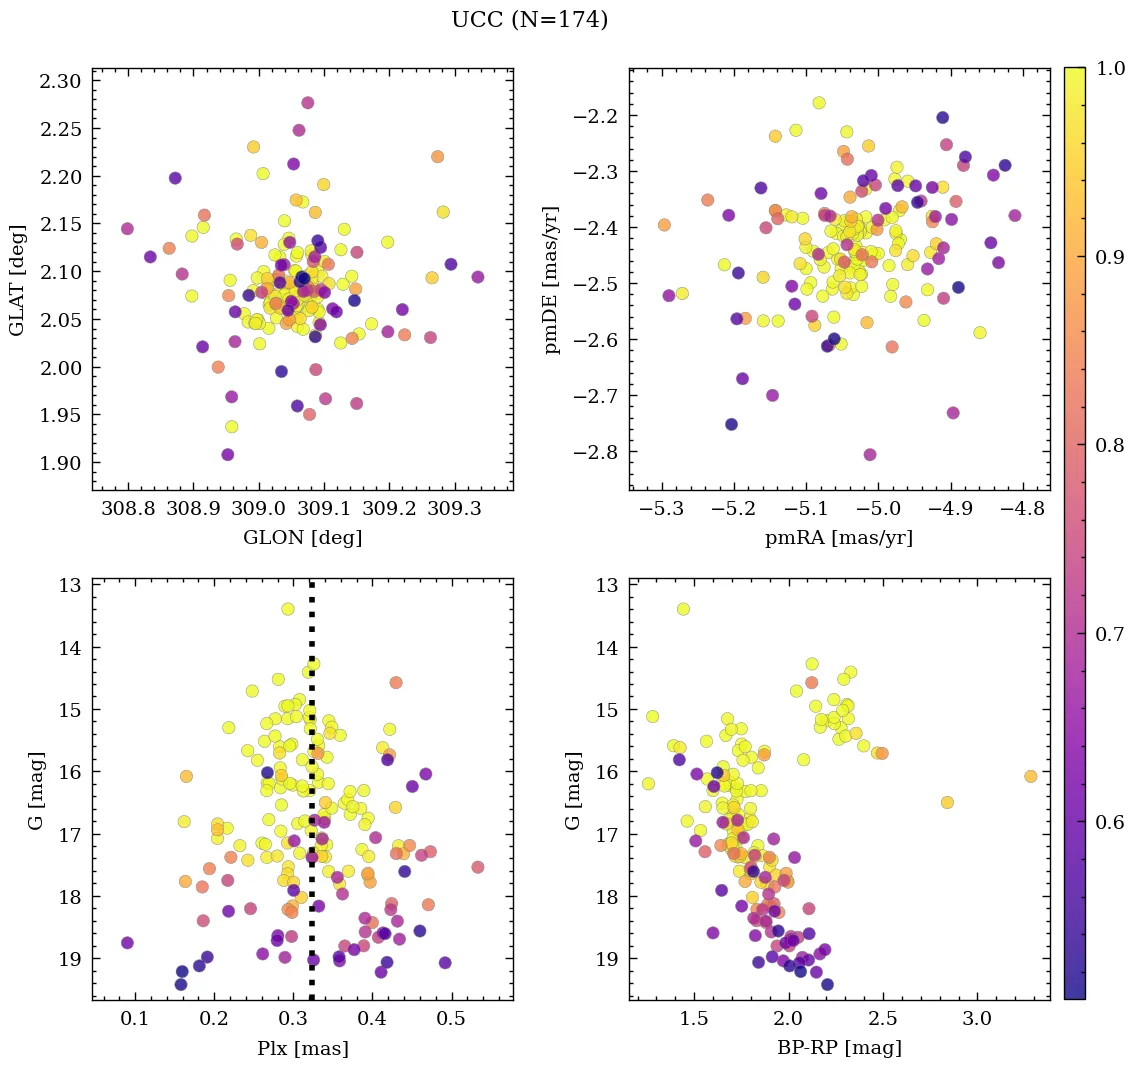 UCC (N=174)
2.30
2.25
2.20
2.15
2.10
2.05
2.00
1.95
1.90
GLAT [deg]
308.8 308.9 309.0 309.1 309.2 309.3
GLON [deg]
−2.2
−2.3
−2.4
−2.5
−2.6
−2.7
−2.8
pmDE [mas/yr]
−5.3 −5.2 −5.1 −5.0 −4.9 −4.8
pmRA [mas/yr]
13
14
15
16
17
18
19
G [mag]
0.1 0.2 0.3 0.4 0.5
Plx [mas]
13
14
15
16
17
18
19
G [mag]
1.5 2.0 2.5 3.0
BP-RP [mag]
1.0
0.9
0.8
0.7
0.6